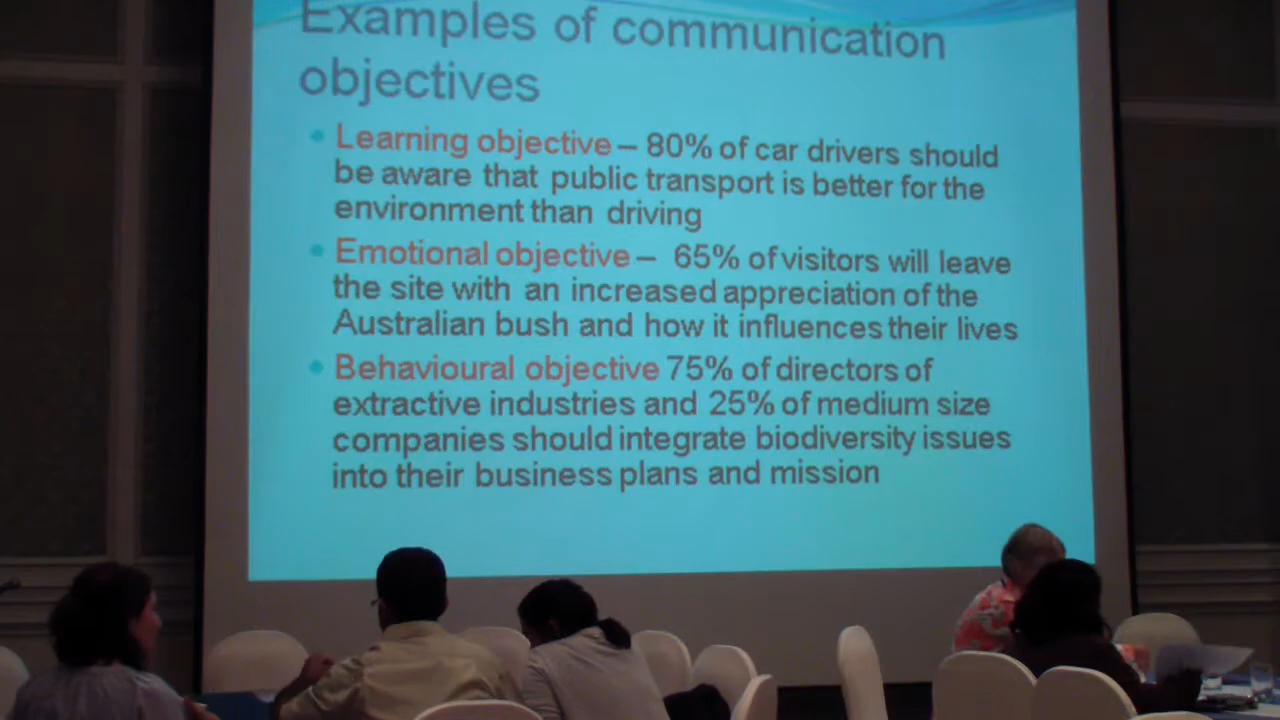 Examples of communication
objectives
Learning objective – 80% of car drivers should
be aware that public transport is better for the
environment than driving
Emotional objective – 65% of visitors will leave
the site with an increased appreciation of the
Australian bush and how it influences their lives
Behavioural objective 75% of directors of
extractive industries and 25% of medium size
companies should integrate biodiversity issues
into their business plans and mission